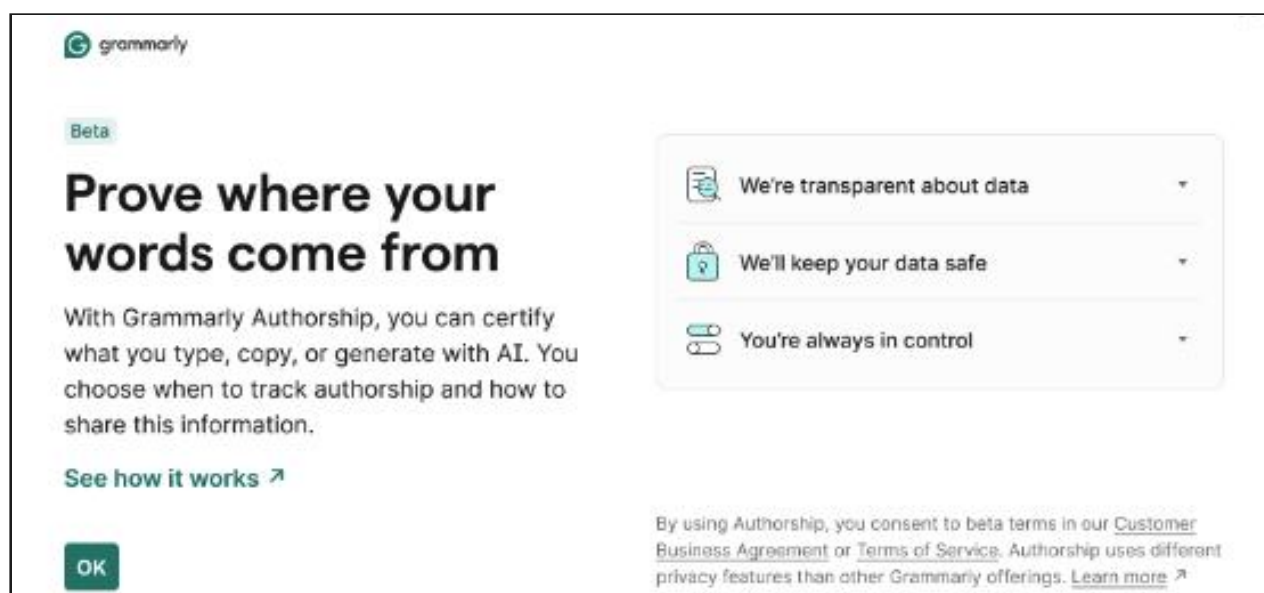 grammarly
Beta
Prove where your
words come from
With Grammarly Authorship, you can certify
what you type, copy, or generate with AI. You
choose when to track authorship and how to
share this information.
See how it works ↗
OK
We're transparent about data
We'll keep your data safe
You're always in control
By using Authorship, you consent to beta terms in our Customer
Business Agreement or Terms of Service. Authorship uses different
privacy features than other Grammarly offerings. Learn more ↗